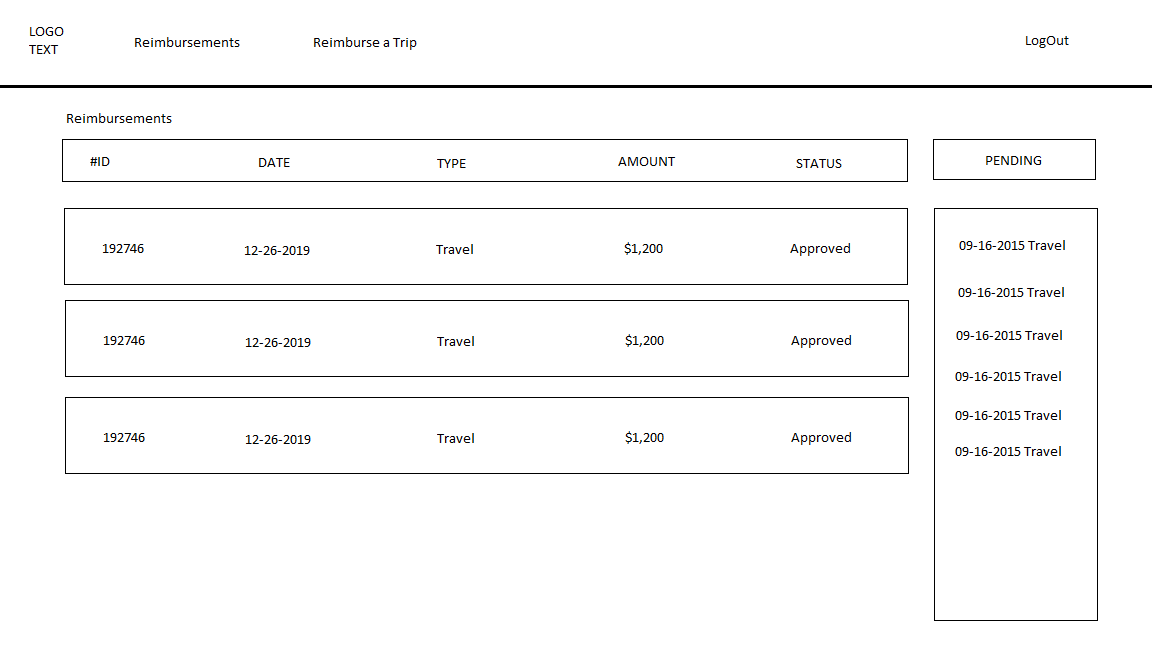 LOGO
TEXT
Reimbursements
Reimburse a Trip
LogOut
Reimbursements
#ID DATE TYPE AMOUNT STATUS
192746 12-26-2019 Travel $1,200 Approved
192746 12-26-2019 Travel $1,200 Approved
192746 12-26-2019 Travel $1,200 Approved
PENDING
09-16-2015 Travel
09-16-2015 Travel
09-16-2015 Travel
09-16-2015 Travel
09-16-2015 Travel
09-16-2015 Travel